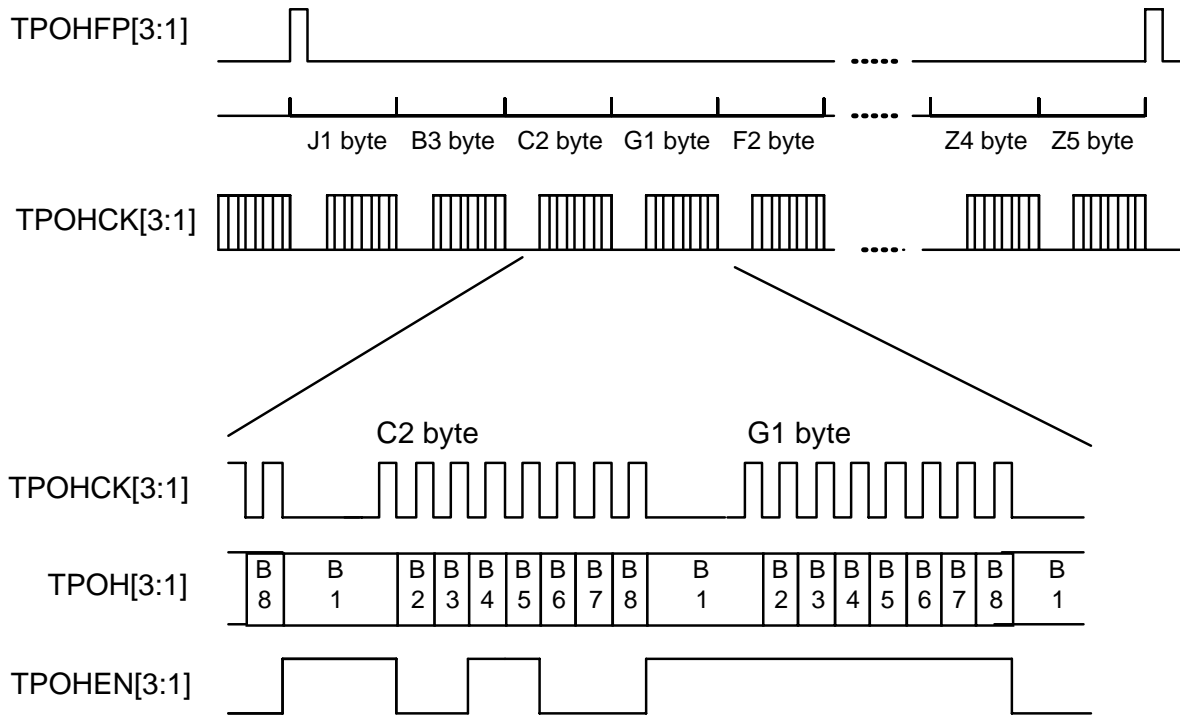 TPOHFP[3:1]
J1 byte B3 byte C2 byte G1 byte F2 byte Z4 byte Z5 byte
TPOHCK[3:1]
C2 byte G1 byte
TPOHCK[3:1]
TPOH[3:1]
B B B B B B B B B B B B B B B B B B
8 1 2 3 4 5 6 7 8 1 2 3 4 5 6 7 8 1
TPOHEN[3:1]